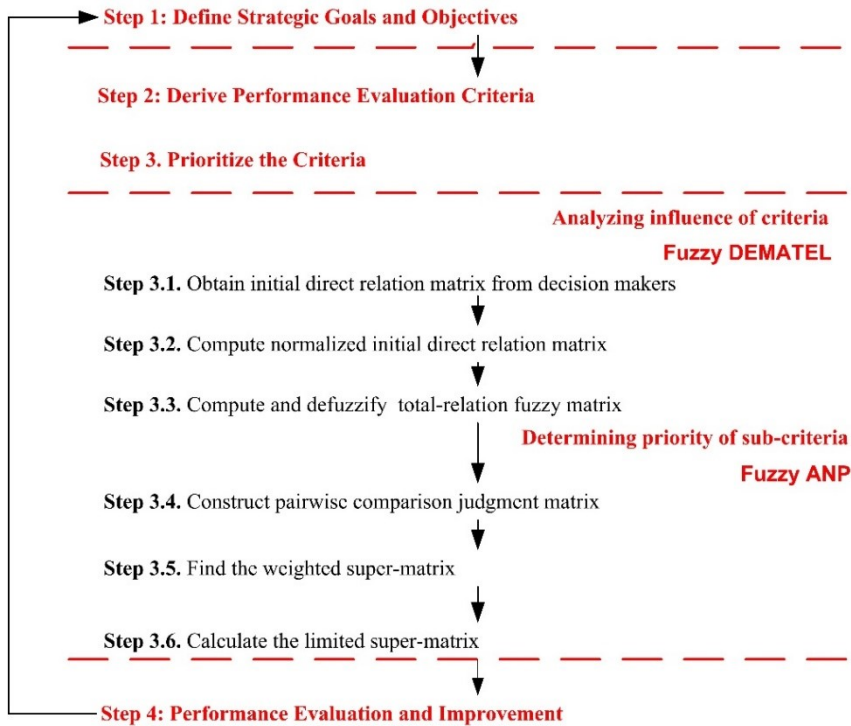 Step 1: Define Strategic Goals and Objectives
Step 2: Derive Performance Evaluation Criteria
Step 3. Prioritize the Criteria
Analyzing influence of criteria
Fuzzy DEMATEL
Step 3.1. Obtain initial direct relation matrix from decision makers
Step 3.2. Compute normalized initial direct relation matrix
Step 3.3. Compute and defuzzify total-relation fuzzy matrix
Determining priority of sub-criteria
Fuzzy ANP
Step 3.4. Construct pairwise comparison judgment matrix
Step 3.5. Find the weighted super-matrix
Step 3.6. Calculate the limited super-matrix
Step 4: Performance Evaluation and Improvement